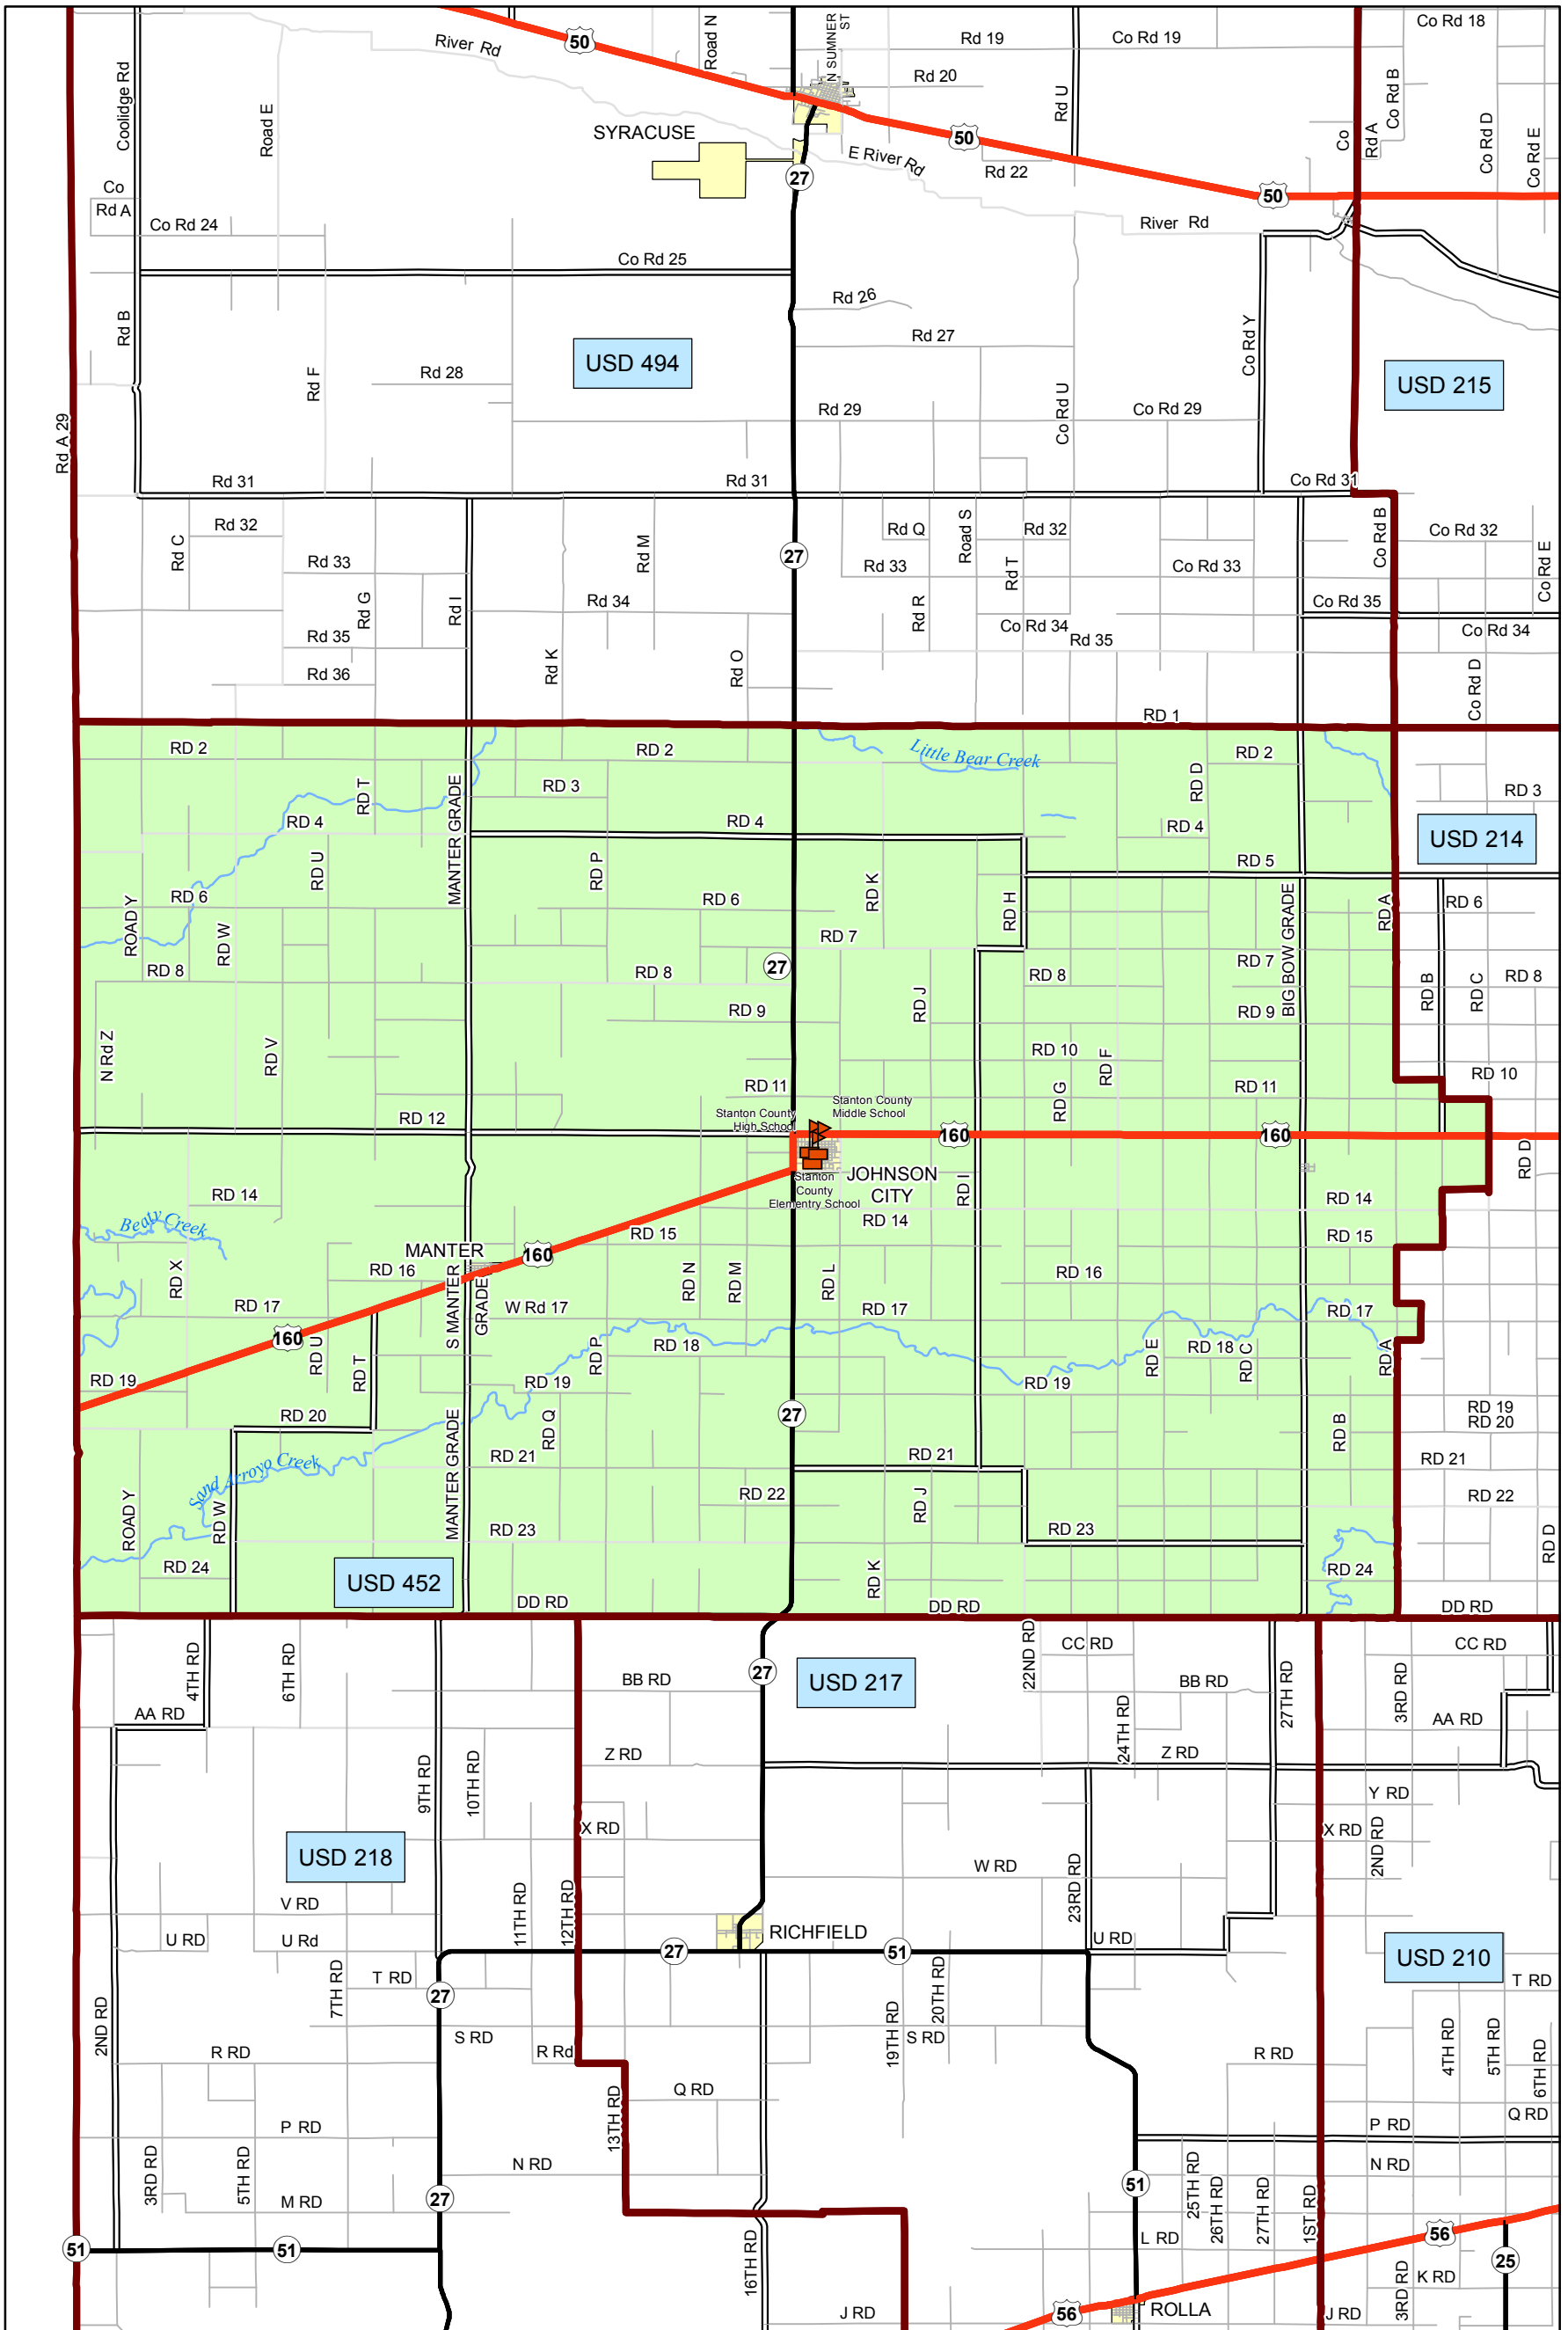 Co Rd 18
N SUMNER
ST
Road N
River Rd
50
Rd 19
Co Rd 19
Rd 20
Coolidge Rd
Road E
Rd U
Co Rd B
SYRACUSE
50
Co
Rd A
Co Rd D
Co Rd E
E River Rd
Rd 22
27
Co
Rd A
50
Co Rd 24
River Rd
Co Rd 25
Rd 26
Rd B
Rd 27
Co Rd Y
USD 494
Rd F
Rd 28
USD 215
Rd A 29
Rd 29
Co Rd U
Co Rd 29
Rd 31
Rd 31
Co Rd 31
Rd C
Rd 32
Rd M
27
Rd Q
Road S
Rd 32
Co Rd B
Co Rd 32
Co Rd E
Rd 33
Rd 33
Rd T
Co Rd 33
Rd G
Rd I
Rd 34
Rd R
Co Rd 35
Rd 35
Co Rd 34
Rd 35
Co Rd 34
Rd 36
Rd K
Rd O
Co Rd D
RD 1
RD 2
RD 2
Little Bear Creek
RD 2
RD T
MANTER GRADE
RD 3
RD D
RD 3
RD 4
RD 4
RD 4
USD 214
RD U
RD P
RD K
RD 5
ROAD Y
RD 6
RD 6
RD H
BIG BOW GRADE
RD A
RD 6
RD W
RD 7
RD 7
RD 8
RD 8
27
RD 8
RD B
RD C
RD 8
RD J
RD 9
RD 9
N Rd Z
RD V
RD 10
RD F
RD 10
RD 11
RD G
RD 11
Stanton County
High School
Stanton County
Middle School
RD 12
160
160
RD D
JOHNSON
CITY
Stanton
County
Elementry School
RD I
RD 14
RD 14
RD 14
Beaty Creek
RD 15
RD 15
MANTER
160
RD X
RD 16
S MANTER
GRADE
RD N
RD M
RD L
RD 16
RD 17
W Rd 17
RD 17
RD 17
160
RD U
RD T
RD P
RD 18
RD E
RD 18
RD C
RD A
RD 19
RD 19
RD 19
RD 19
RD 20
RD 20
MANTER GRADE
RD Q
27
RD B
Sand Arroyo Creek
RD 21
RD 21
RD 21
ROAD Y
RD W
RD 22
RD J
RD 22
RD 23
RD 23
RD D
RD 24
USD 452
RD K
RD 24
DD RD
DD RD
DD RD
4TH RD
6TH RD
27
22ND RD
CC RD
CC RD
BB RD
USD 217
BB RD
27TH RD
3RD RD
AA RD
24TH RD
AA RD
9TH RD
10TH RD
Z RD
Z RD
Y RD
X RD
X RD
USD 218
2ND RD
W RD
V RD
11TH RD
12TH RD
23RD RD
RICHFIELD
U RD
U Rd
27
51
U RD
USD 210
7TH RD
T RD
27
20TH RD
T RD
2ND RD
S RD
19TH RD
S RD
4TH RD
5TH RD
R RD
R Rd
R RD
6TH RD
13TH RD
Q RD
Q RD
P RD
P RD
3RD RD
5TH RD
N RD
N RD
27
51
25TH RD
26TH RD
27TH RD
1ST RD
M RD
51
51
16TH RD
L RD
56
25
3RD RD
K RD
J RD
56
ROLLA
J RD